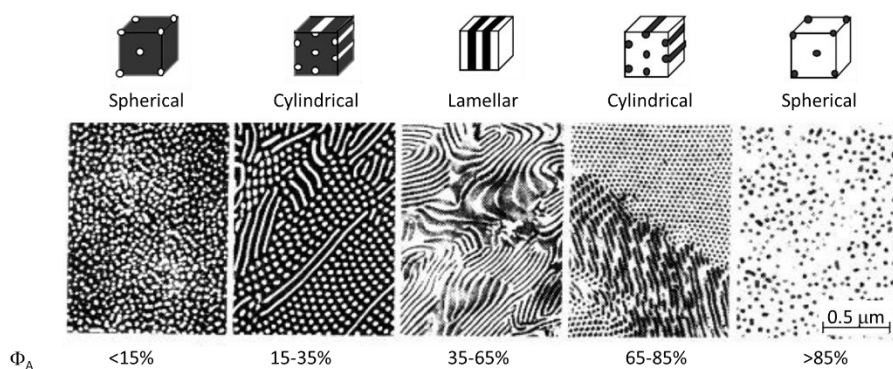 Spherical Cylindrical Lamellar Cylindrical Spherical
0.5 μm
ΦA <15% 15-35% 35-65% 65-85% >85%